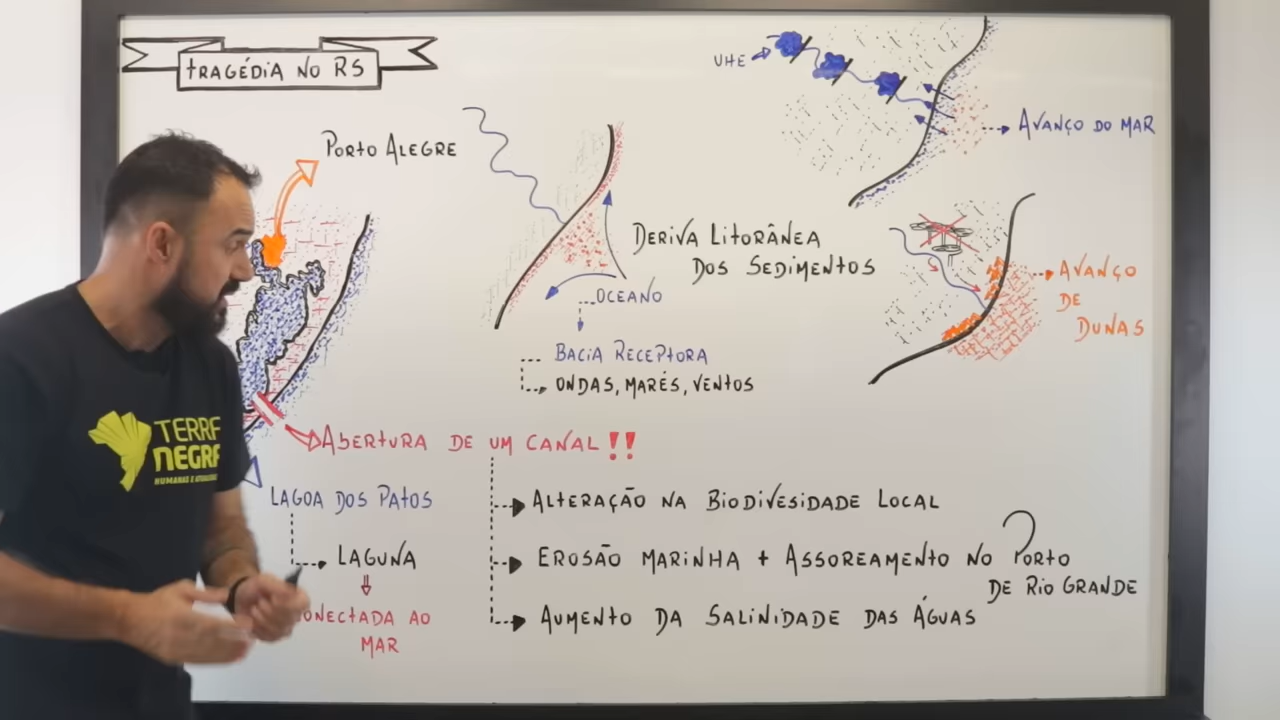 TRAGÉDIA NO RS
PORTO ALEGRE
UHE
AVANÇO DO MAR
DERIVA LITORÂNEA
DOS SEDIMENTOS
OCEANO
BACIA RECEPTORA
ONDAS, MARÉS, VENTOS
AVANÇO
DE
DUNAS
ABERTURA DE UM CANAL!!
LAGOA DOS PATOS
LAGUNA
CONECTADA AO
MAR
ALTERAÇÃO NA BIODIVESIDADE LOCAL
EROSÃO MARINHA + ASSOREAMENTO NO PORTO
DE RIO GRANDE
AUMENTO DA SALINIDADE DAS ÁGUAS
TERRA
NEGRA